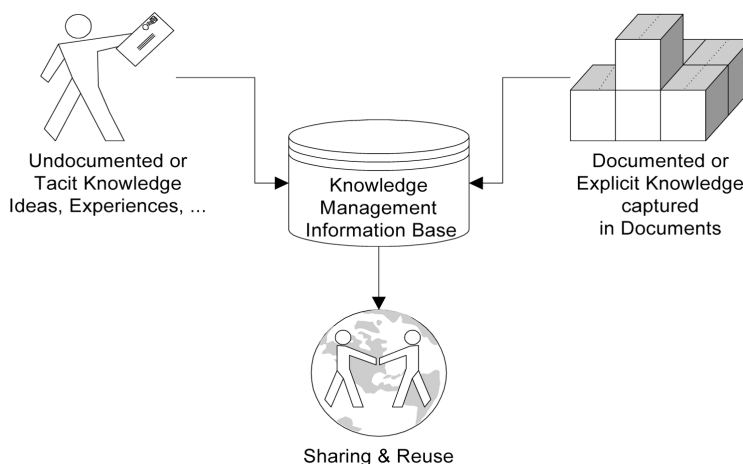 Undocumented or
Tacit Knowledge
Ideas, Experiences, ...
Knowledge
Management
Information Base
Documented or
Explicit Knowledge
captured
in Documents
Sharing & Reuse